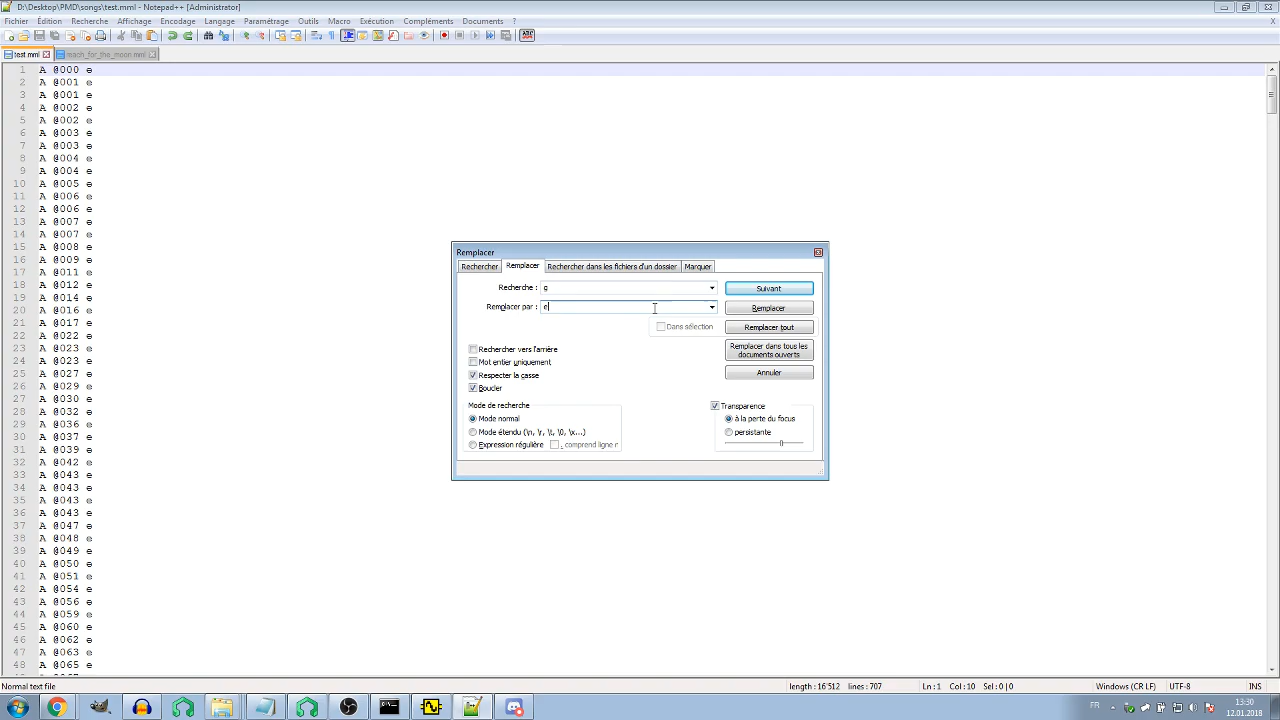 D:\Desktop\PMD\songs\test.mml - Notepad++ [Administrator]
Fichier Édition Recherche Affichage Encodage Langage Paramétrage Outils Macro Exécution Compléments Documents ? X
test.mml mach_for_the_moon.mml
1 A @000 e
2 A @001 e
3 A @001 e
4 A @002 e
5 A @002 e
6 A @003 e
7 A @003 e
8 A @004 e
9 A @004 e
10 A @005 e
11 A @006 e
12 A @006 e
13 A @007 e
14 A @007 e
15 A @008 e
16 A @009 e
17 A @011 e
18 A @012 e
19 A @014 e
20 A @016 e
21 A @017 e
22 A @022 e
23 A @023 e
24 A @025 e
25 A @027 e
26 A @029 e
27 A @030 e
28 A @032 e
29 A @036 e
30 A @037 e
31 A @039 e
32 A @042 e
33 A @043 e
34 A @043 e
35 A @043 e
36 A @043 e
37 A @047 e
38 A @048 e
39 A @049 e
40 A @050 e
41 A @051 e
42 A @054 e
43 A @056 e
44 A @059 e
45 A @060 e
46 A @062 e
47 A @063 e
48 A @065 e
Remplacer
Rechercher Remplacer Rechercher dans les fichiers d'un dossier Marquer
Recherche : g Suivant
Remplacer par : e Remplacer
Dans sélection Remplacer tout
Remplacer dans tous les
documents ouverts
Rechercher vers l'arrière
Mot entier uniquement
Respecter la casse Annuler
Boucler
Mode de recherche
Mode normal
Mode étendu (\n, \r, \t, \0, \x...)
Expression régulière . comprend ligne n
Transparence
à la perte du focus
persistante
Normal text file length : 16'512 lines : 707 Ln : 1 Col : 10 Sel : 0 | 0 Windows (CR LF) UTF-8 INS
FR 13:30
12.01.2018